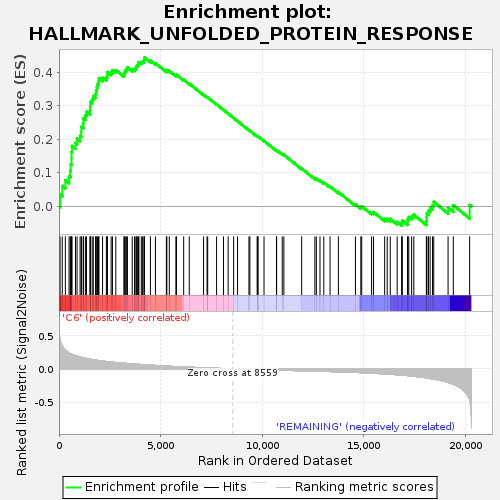 Enrichment plot:
HALLMARK_UNFOLDED_PROTEIN_RESPONSE
Enrichment score (ES)
0.4
0.3
0.2
0.1
0.0
'C6' (positively correlated)
Ranked list metric (Signal2Noise)
0.5
0.0
-0.5
Zero cross at 8559
'REMAINING' (negatively correlated)
0
5,000
10,000
15,000
20,000
Rank in Ordered Dataset
Enrichment profile
Hits
Ranking metric scores